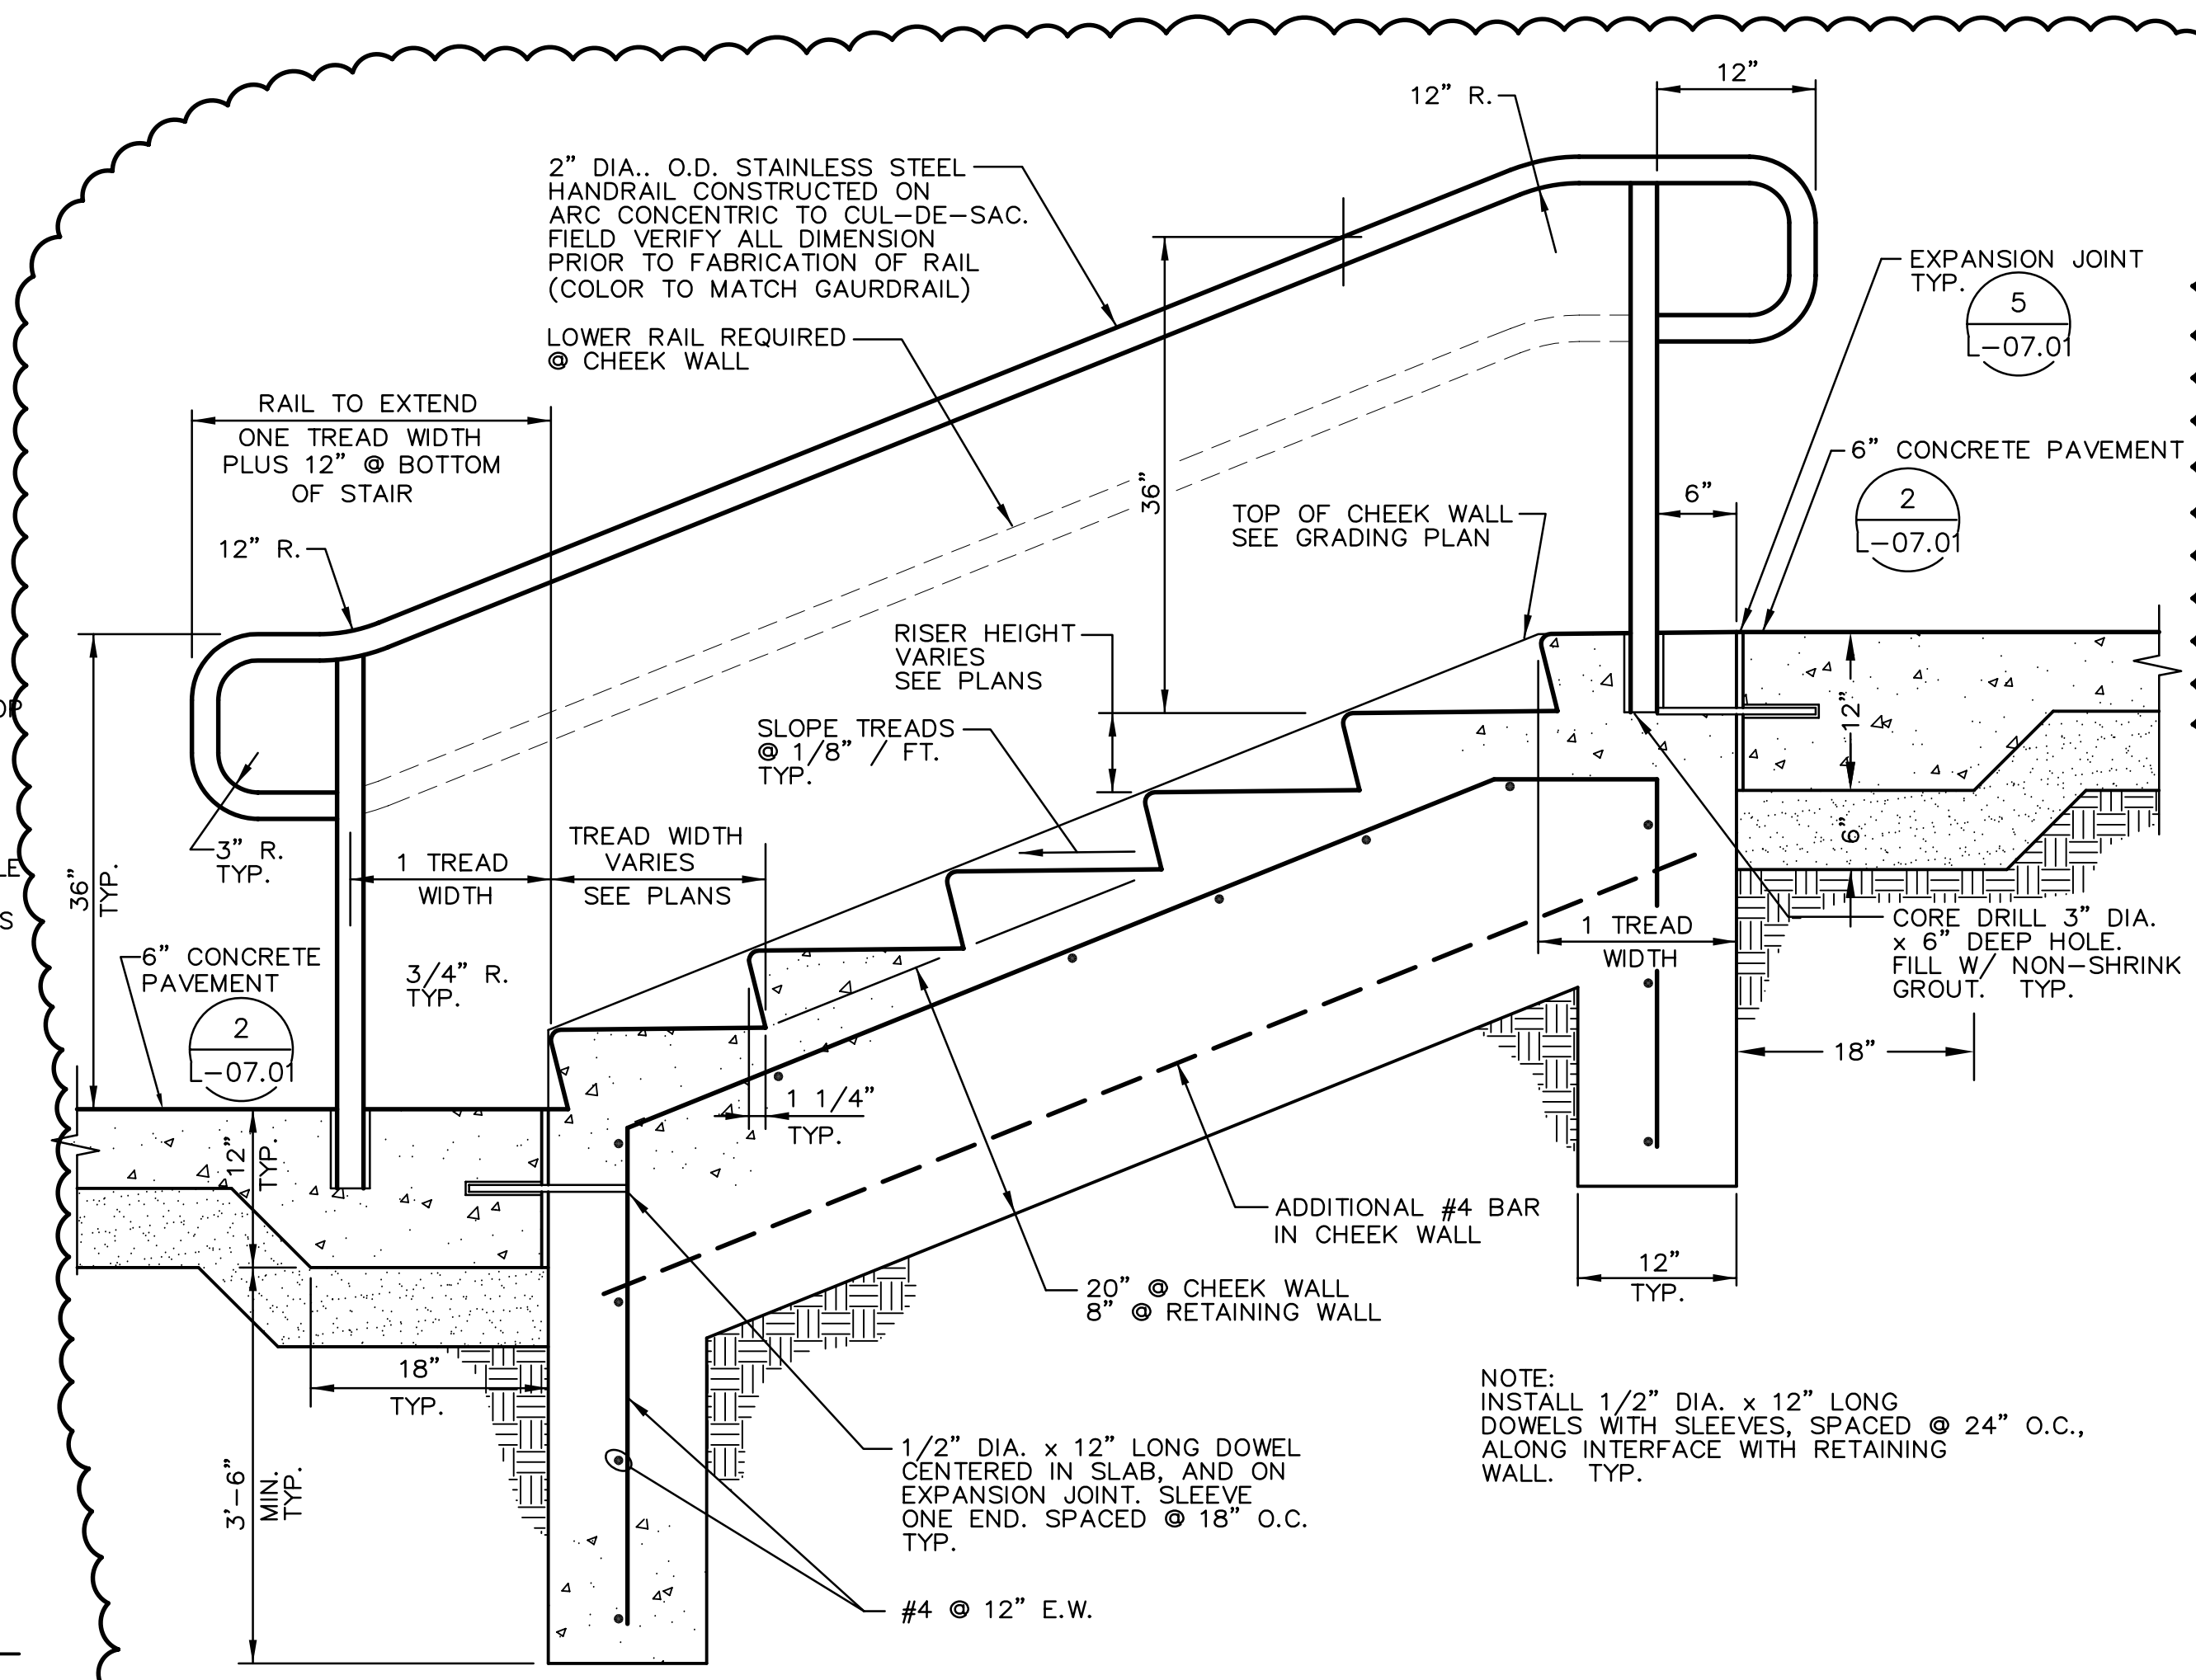 12”
12” R.
2” DIA.. O.D. STAINLESS STEEL
HANDRAIL CONSTRUCTED ON
ARC CONCENTRIC TO CUL-DE-SAC.
FIELD VERIFY ALL DIMENSION
PRIOR TO FABRICATION OF RAIL
(COLOR TO MATCH GAURDRAIL)
LOWER RAIL REQUIRED
@ CHEEK WALL
EXPANSION JOINT
TYP.
5
L-07.01
RAIL TO EXTEND
ONE TREAD WIDTH
PLUS 12” @ BOTTOM
OF STAIR
12” R.
36”
6” CONCRETE PAVEMENT
2
L-07.01
6”
TOP OF CHEEK WALL
SEE GRADING PLAN
RISER HEIGHT
VARIES
SEE PLANS
SLOPE TREADS
@ 1/8” / FT.
TYP.
OP
LE
S
3” R.
TYP.
36”
TYP.
1 TREAD
WIDTH
TREAD WIDTH
VARIES
SEE PLANS
12”
6”
CORE DRILL 3” DIA.
x 6” DEEP HOLE.
FILL W/ NON-SHRINK
GROUT. TYP.
1 TREAD
WIDTH
18”
6” CONCRETE
PAVEMENT
2
L-07.01
3/4” R.
TYP.
1 1/4”
TYP.
12”
TYP.
ADDITIONAL #4 BAR
IN CHEEK WALL
20” @ CHEEK WALL
8” @ RETAINING WALL
12”
TYP.
18”
TYP.
3’-6”
MIN.
TYP.
1/2” DIA. x 12” LONG DOWEL
CENTERED IN SLAB, AND ON
EXPANSION JOINT. SLEEVE
ONE END. SPACED @ 18” O.C.
TYP.
#4 @ 12” E.W.
NOTE:
INSTALL 1/2” DIA. x 12” LONG
DOWELS WITH SLEEVES, SPACED @ 24” O.C.,
ALONG INTERFACE WITH RETAINING
WALL. TYP.